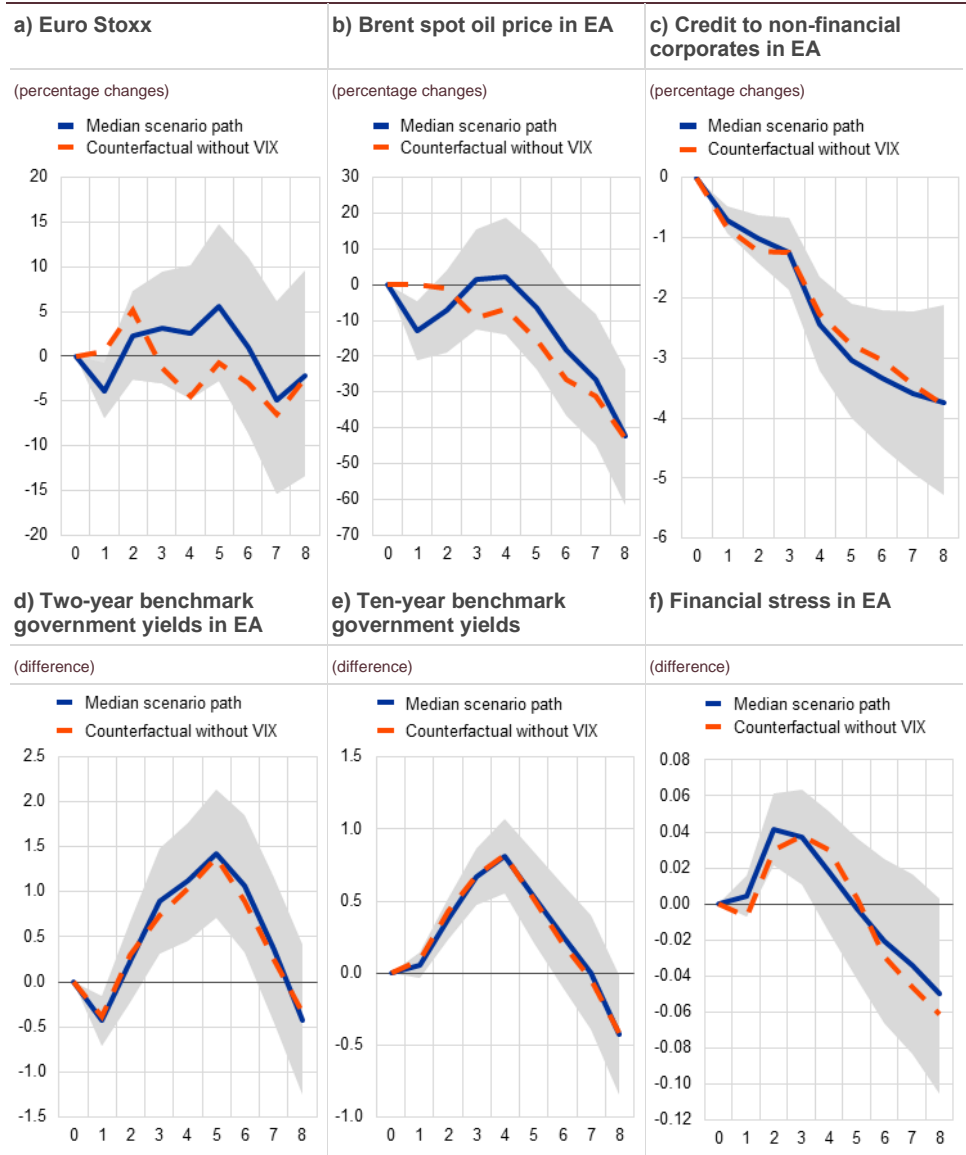 a) Euro Stoxx
b) Brent spot oil price in EA
c) Credit to non-financial
corporates in EA
(percentage changes)
(percentage changes)
(percentage changes)
Median scenario path
Counterfactual without VIX
20
15
10
5
0
-5
-10
-15
-20
0 1 2 3 4 5 6 7 8
Median scenario path
Counterfactual without VIX
30
20
10
0
-10
-20
-30
-40
-50
-60
-70
0 1 2 3 4 5 6 7 8
Median scenario path
Counterfactual without VIX
0
-1
-2
-3
-4
-5
-6
0 1 2 3 4 5 6 7 8
d) Two-year benchmark
government yields in EA
e) Ten-year benchmark
government yields
f) Financial stress in EA
(difference)
(difference)
(difference)
Median scenario path
Counterfactual without VIX
2.5
2.0
1.5
1.0
0.5
0.0
-0.5
-1.0
-1.5
0 1 2 3 4 5 6 7 8
Median scenario path
Counterfactual without VIX
1.5
1.0
0.5
0.0
-0.5
-1.0
0 1 2 3 4 5 6 7 8
Median scenario path
Counterfactual without VIX
0.08
0.06
0.04
0.02
0.00
-0.02
-0.04
-0.06
-0.08
-0.10
-0.12
0 1 2 3 4 5 6 7 8